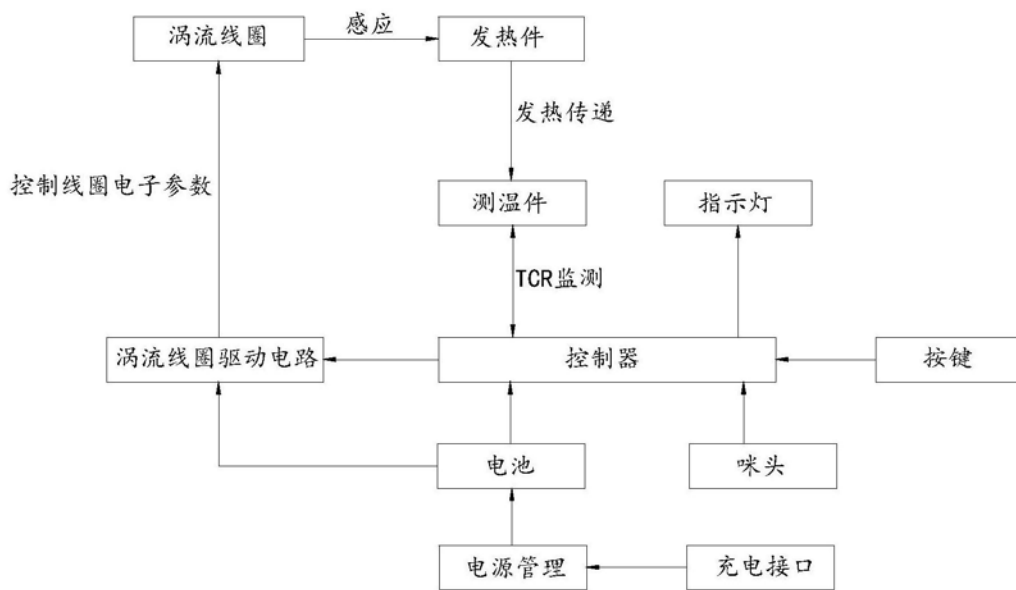 涡流线圈
感应
发热件
发热传递
控制线圈电子参数
测温件
指示灯
TCR监测
涡流线圈驱动电路
控制器
按键
电池
咪头
电源管理
充电接口